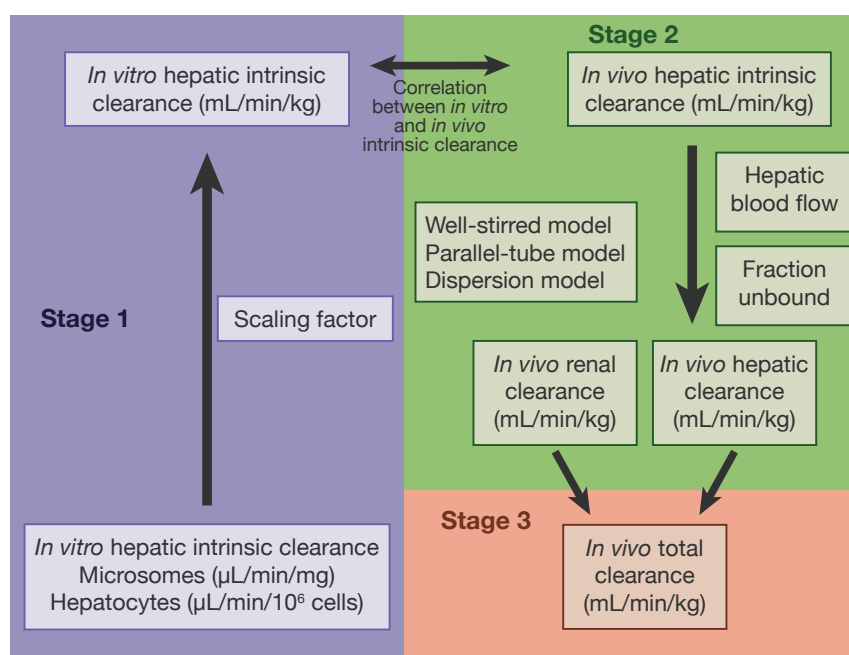 Stage 2
In vitro hepatic intrinsic
clearance (mL/min/kg)
Correlation
between in vitro
and in vivo
intrinsic clearance
In vivo hepatic intrinsic
clearance (mL/min/kg)
Hepatic
blood flow
Well-stirred model
Parallel-tube model
Dispersion model
Fraction
unbound
Stage 1
Scaling factor
In vivo renal
clearance
(mL/min/kg)
In vivo hepatic
clearance
(mL/min/kg)
Stage 3
In vitro hepatic intrinsic clearance
Microsomes (µL/min/mg)
Hepatocytes (µL/min/10⁶ cells)
In vivo total
clearance
(mL/min/kg)